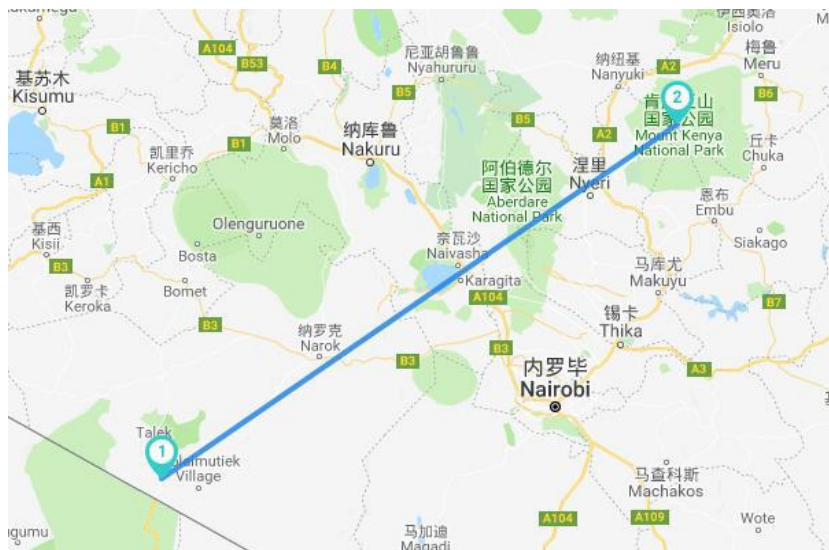 A104
B53
B4
B5
尼亚胡鲁鲁
Nyahururu
纳纽基
Nanyuki
A2
伊西奥洛
Isiolo
梅鲁
Meru
B6
基苏木
Kisumu
B1
凯里乔
Kericho
A1
莫洛
Molo
B1
纳库鲁
Nakuru
B5
A2
2
国家公园
Mount Kenya
National Park
丘卡
Chuka
阿伯德尔
国家公园
Aberdare
National Park
涅里
Nyeri
恩布
Embu
Siakago
基西
Kisii
B3
凯罗卡
Keroka
Olenguruone
Bosta
Bomet
奈瓦沙
Naivasha
Karagita
A104
马库尤
Makuyu
B7
B3
纳罗克
Narok
B3
B3
锡卡
Thika
A3
内罗毕
Nairobi
Talek
1
Village
马查科斯
Machakos
A104
A109
Wote
马加迪
Magadi